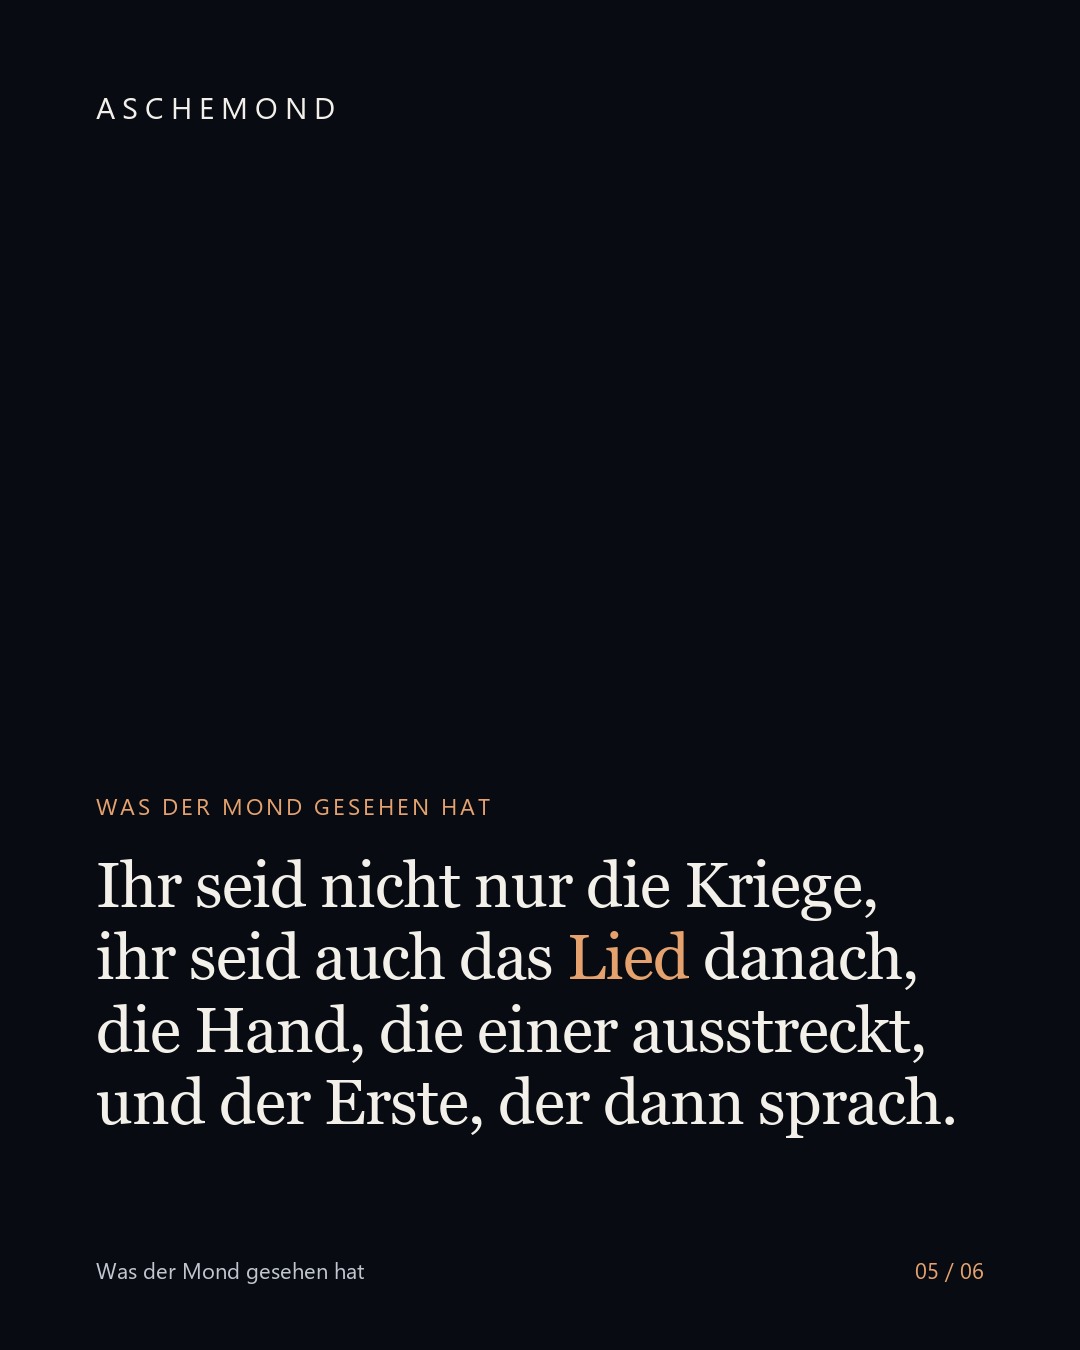 ASCHEMOND
WAS DER MOND GESEHEN HAT
Ihr seid nicht nur die Kriege,
ihr seid auch das Lied danach,
die Hand, die einer ausstreckt,
und der Erste, der dann sprach.
Was der Mond gesehen hat
05 / 06